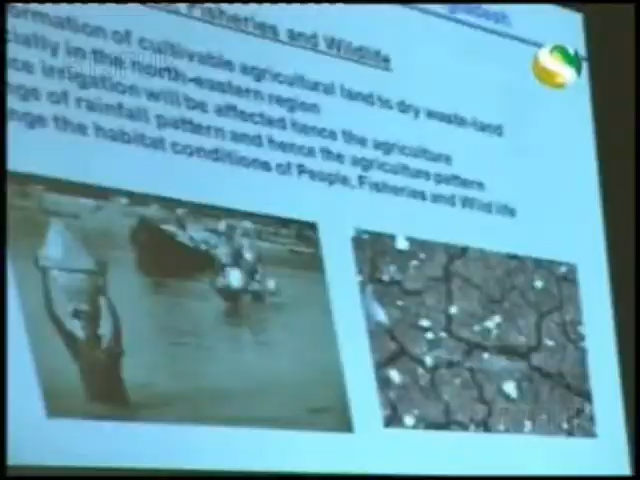 Fisheries and Wildlife
ormation of cultivable agricultural land to dry waste-land
cially in the north-eastern region
ce irrigation will be affected hence the agriculture
nge of rainfall pattern and hence the agriculture pattern
nge the habitat conditions of People, Fisheries and Wild life